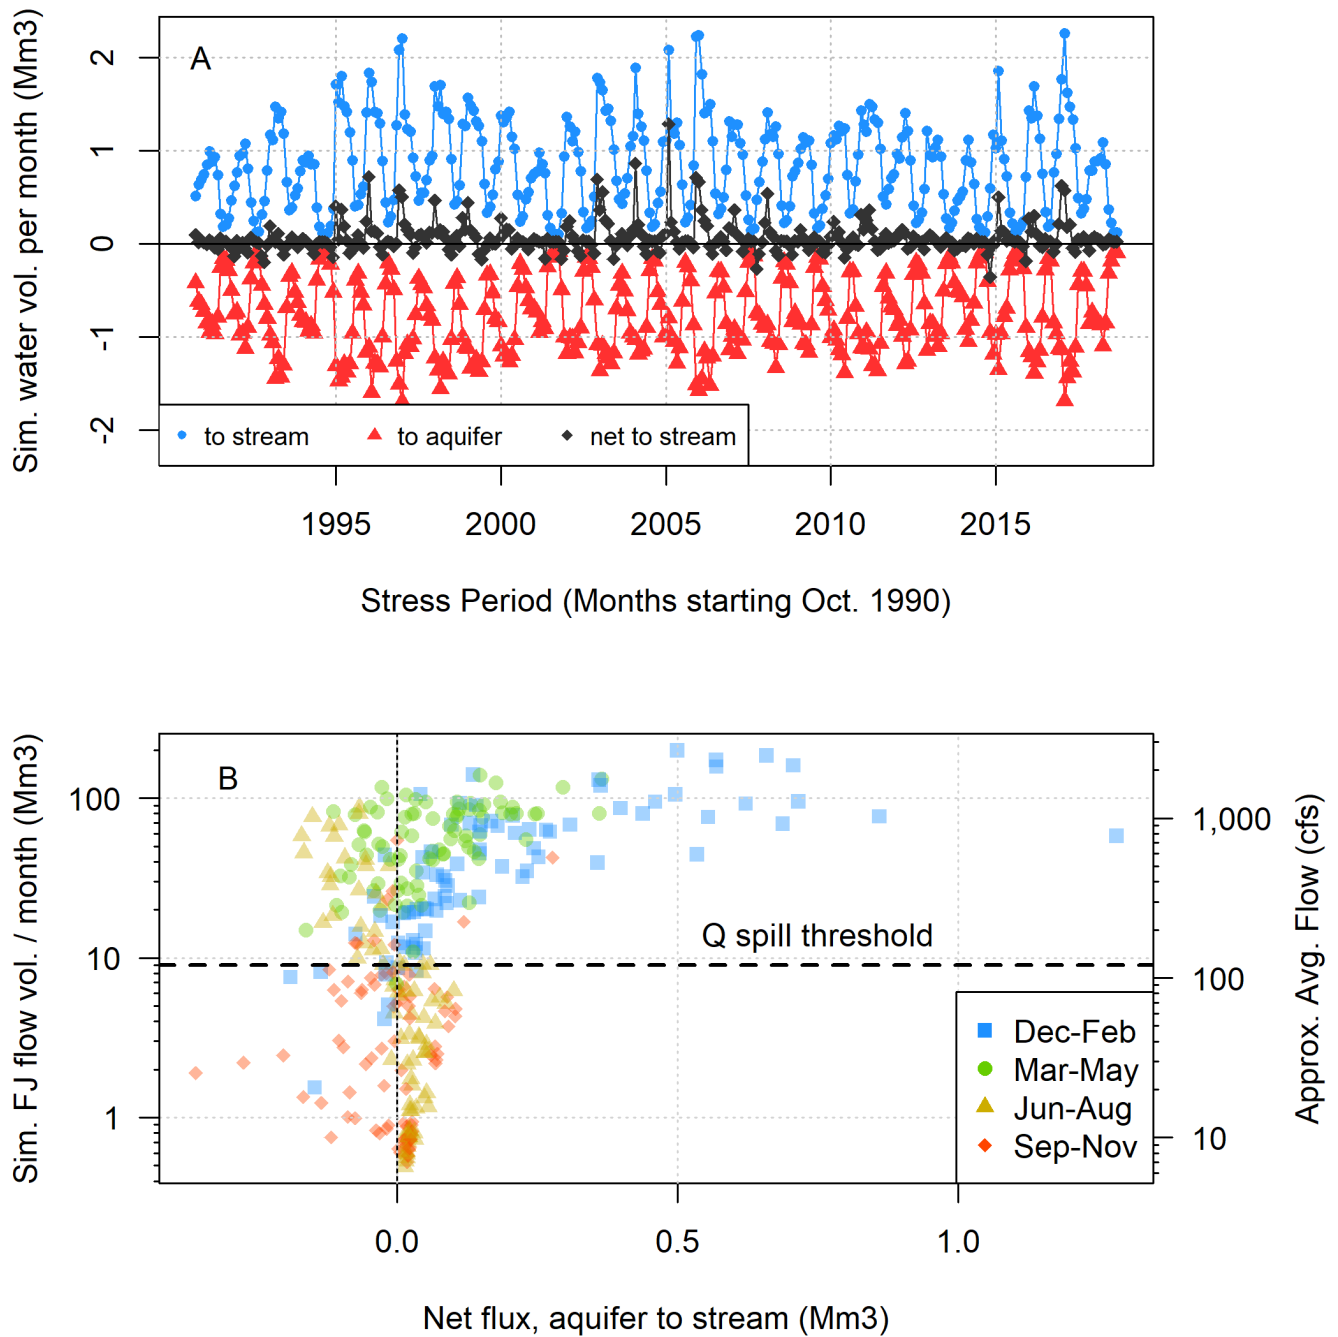 Sim. water vol. per month (Mm3)
A
2
1
0
-1
-2
to stream
to aquifer
net to stream
1995
2000
2005
2010
2015
Stress Period (Months starting Oct. 1990)
Sim. FJ flow vol. / month (Mm3)
B
100
10
1
1,000
100
10
Approx. Avg. Flow (cfs)
Q spill threshold
Dec-Feb
Mar-May
Jun-Aug
Sep-Nov
0.0
0.5
1.0
Net flux, aquifer to stream (Mm3)